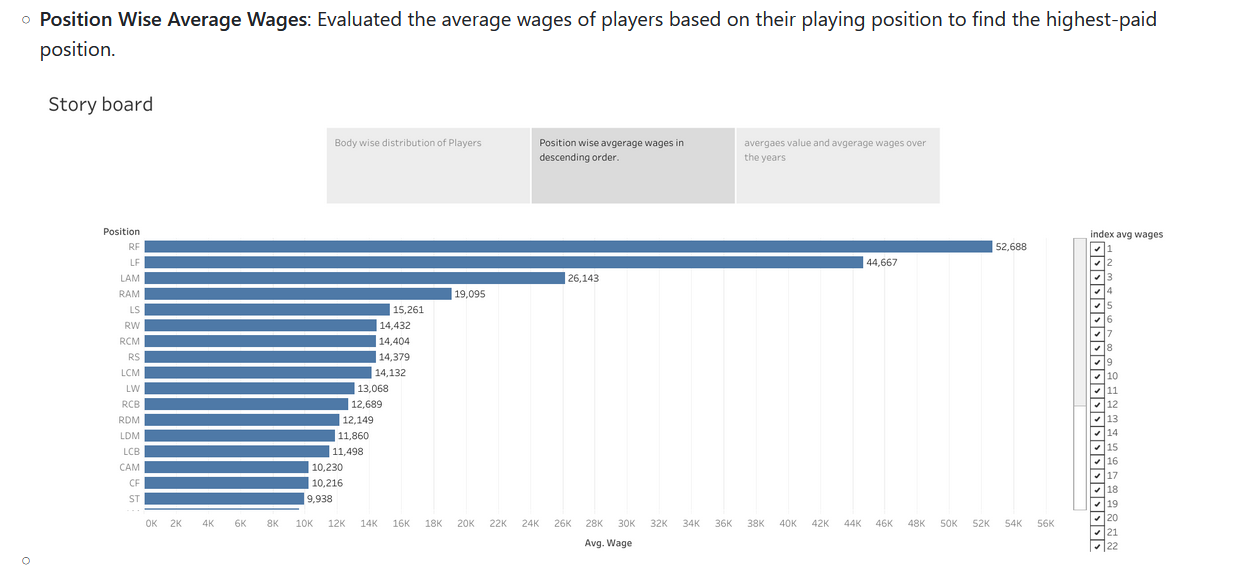 Position Wise Average Wages: Evaluated the average wages of players based on their playing position to find the highest-paid
position.
Story board
Body wise distribution of Players
Position wise avgerage wages in
descending order.
avergaes value and avgerage wages over
the years
Position
RF 52,688
LF 44,667
LAM 26,143
RAM 19,095
LS 15,261
RW 14,432
RCM 14,404
RS 14,379
LCM 14,132
LW 13,068
RCB 12,689
RDM 12,149
LDM 11,860
LCB 11,498
CAM 10,230
CF 10,216
ST 9,938
0K 2K 4K 6K 8K 10K 12K 14K 16K 18K 20K 22K 24K 26K 28K 30K 32K 34K 36K 38K 40K 42K 44K 46K 48K 50K 52K 54K 56K
Avg. Wage
index avg wages
1
2
3
4
5
6
7
8
9
10
11
12
13
14
15
16
17
18
19
20
21
22